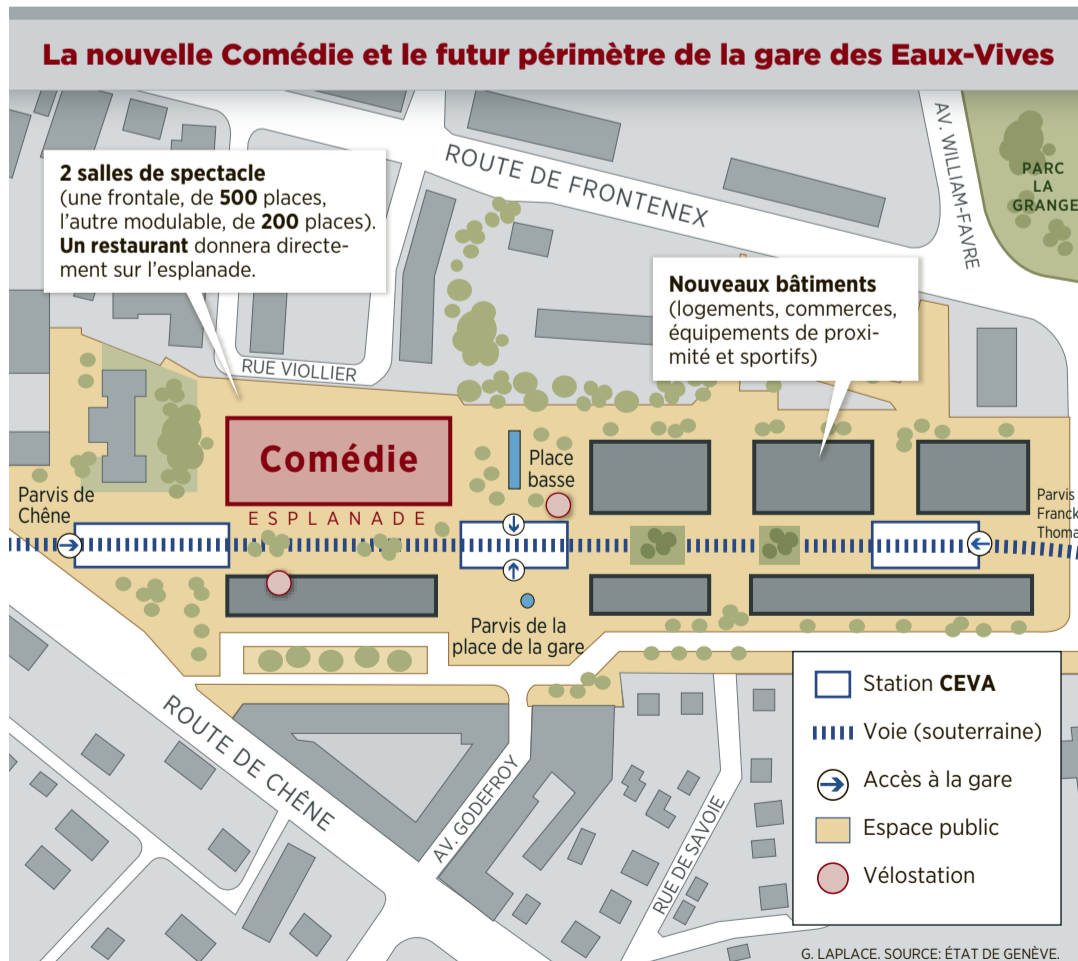 La nouvelle Comédie et le futur périmètre de la gare des Eaux-Vives
2 salles de spectacle
(une frontale, de 500 places,
l'autre modulable, de 200 places).
Un restaurant donnera directe-
ment sur l'esplanade.
ROUTE DE FRONTENEX
AV. WILLIAM-FAVRE
PARC
LA
GRANGE
Nouveaux bâtiments
(logements, commerces,
équipements de proxi-
mité et sportifs)
RUE VIOLLIER
Comédie
Place
basse
Parvis de
Chêne
ESPLANADE
Parvis
Franck
Thoma
Parvis de la
place de la gare
ROUTE DE CHÊNE
AV. GODEFROY
RUE DE SAVOIE
Station CEVA
Voie (souterraine)
Accès à la gare
Espace public
Vélostation
G. LAPLACE. SOURCE: ÉTAT DE GENÈVE.